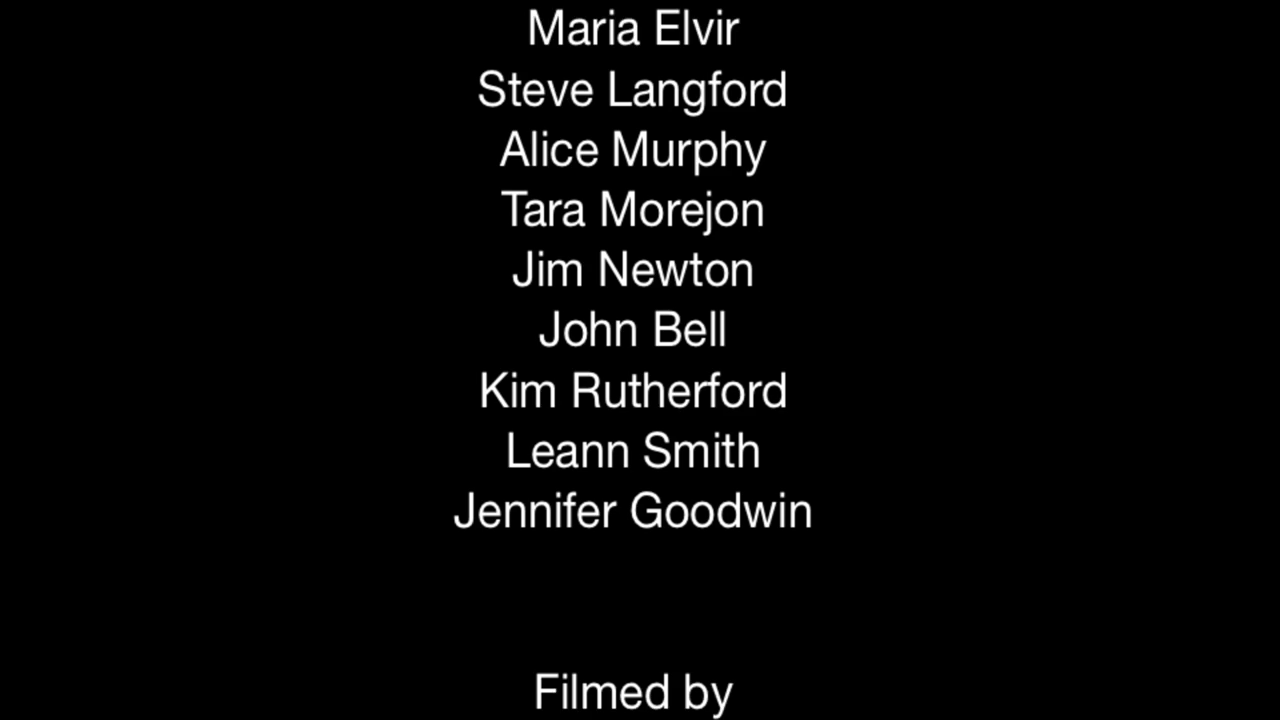 Maria Elvir
Steve Langford
Alice Murphy
Tara Morejon
Jim Newton
John Bell
Kim Rutherford
Leann Smith
Jennifer Goodwin
Filmed by